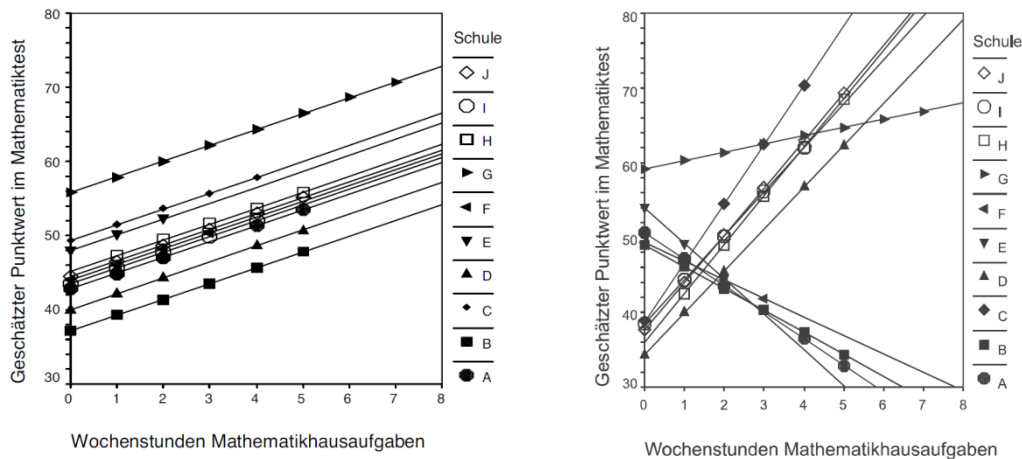 Geschätzter Punktwert im Mathematiktest
80
70
60
50
40
30
0 1 2 3 4 5 6 7 8
Wochenstunden Mathematikhausaufgaben
Schule
J
I
H
G
F
E
D
C
B
A
Geschätzter Punktwert im Mathematiktest
80
70
60
50
40
30
0 1 2 3 4 5 6 7 8
Wochenstunden Mathematikhausaufgaben
Schule
J
I
H
G
F
E
D
C
B
A